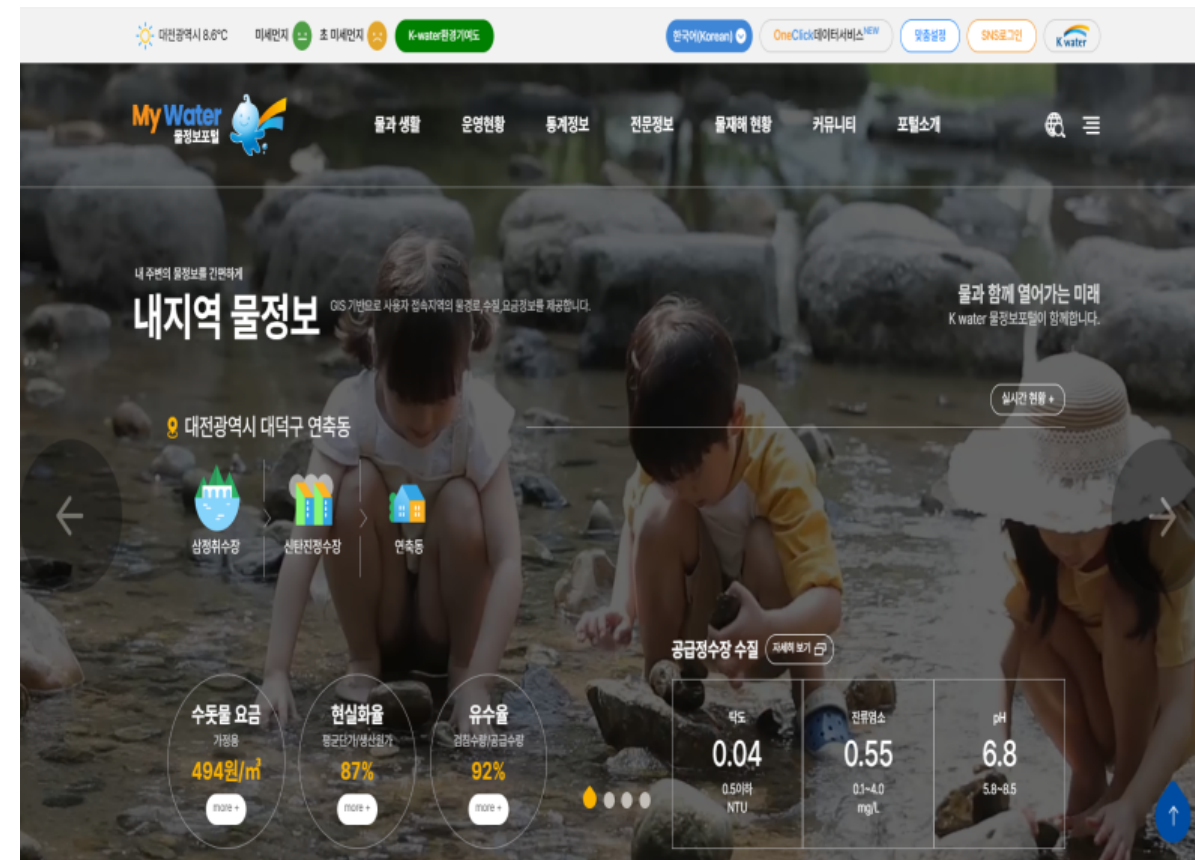 대전광역시 8.6°C 미세먼지 초 미세먼지 K-water환경기여도 한국어(Korean) OneClick데이터서비스NEW 맞춤설정 SNS로그인 K water
My Water
물정보포털
물과 생활 운영현황 통계정보 전문정보 물재해 현황 커뮤니티 포털소개
내 주변의 물정보를 간편하게
내지역 물정보 GIS 기반으로 사용자 접속지역의 물경로,수질,요금정보를 제공합니다.
물과 함께 열어가는 미래
K water 물정보포털이 함께합니다.
실시간 현황 +
대전광역시 대덕구 연축동
삼정취수장 신탄진정수장 연축동
공급정수장 수질 자세히 보기
수돗물 요금 현실화율 유수율
가정용 평균단가/생산원가 검침수량/공급수량
494원/㎥ 87% 92%
more + more + more +
탁도 잔류염소 pH
0.04 0.55 6.8
0.5이하 0.1~4.0 5.8~8.5
NTU mg/L